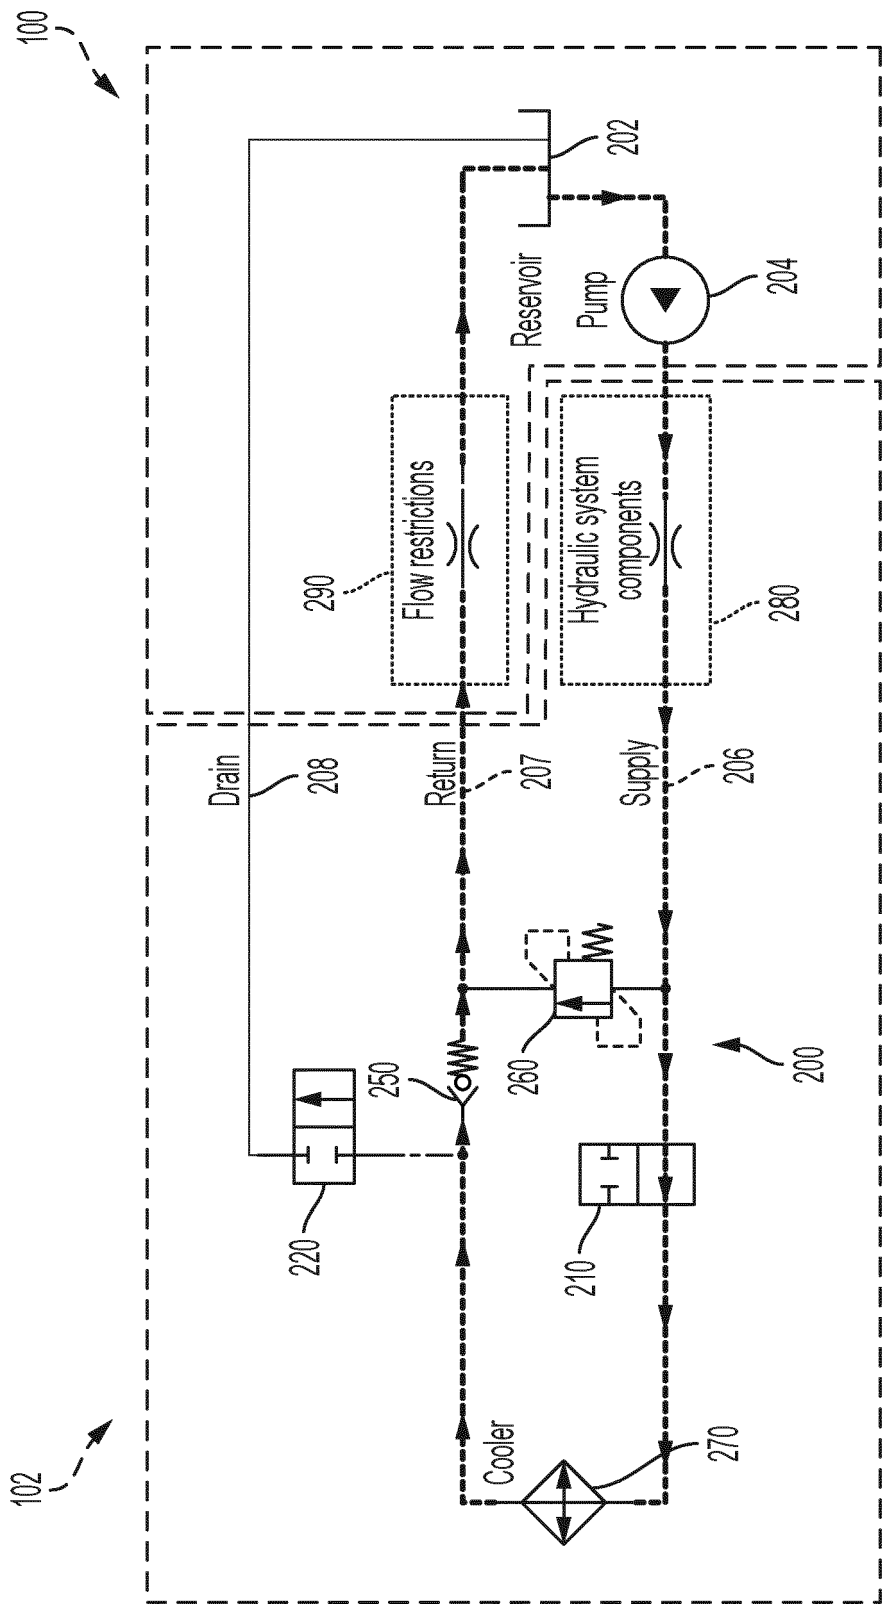 100
102
Drain
208
220
290
Flow restrictions
Return
207
250
Cooler
Reservoir
202
Pump
204
Hydraulic system
components
280
Supply
206
260
200
210
270